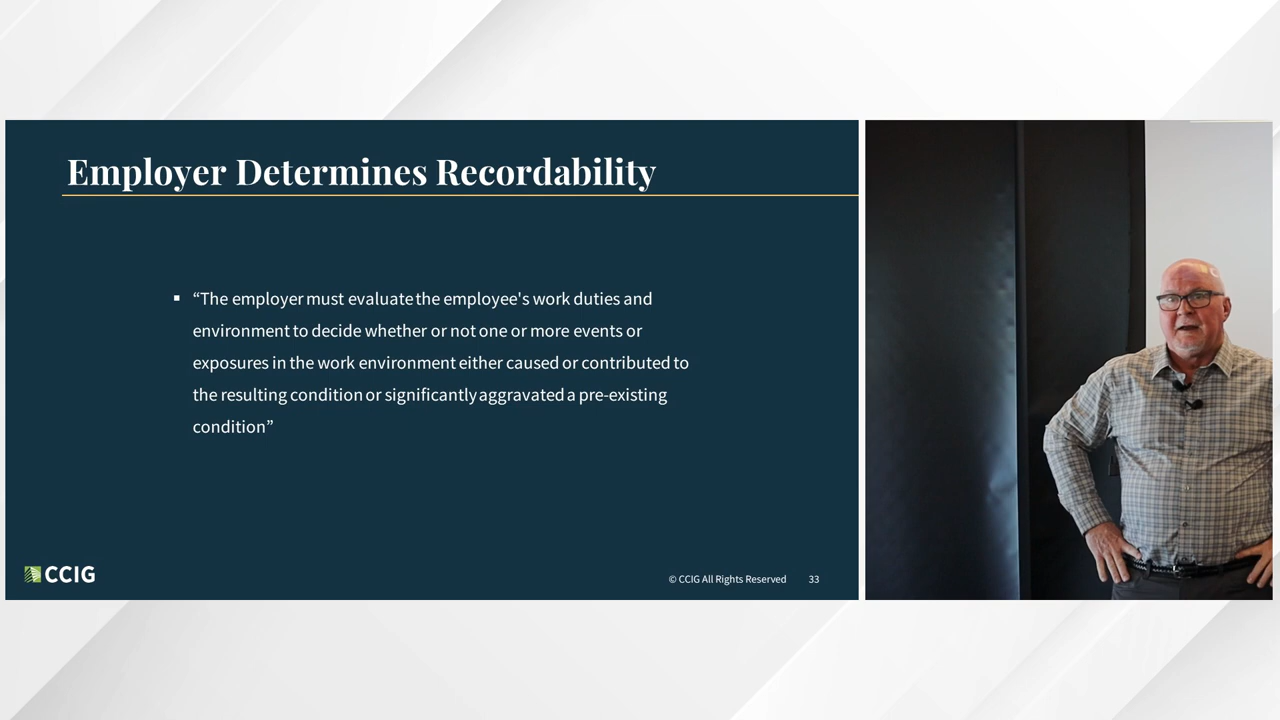 Employer Determines Recordability
▪ “The employer must evaluate the employee's work duties and
environment to decide whether or not one or more events or
exposures in the work environment either caused or contributed to
the resulting condition or significantly aggravated a pre-existing
condition”
CCIG
© CCIG All Rights Reserved 33